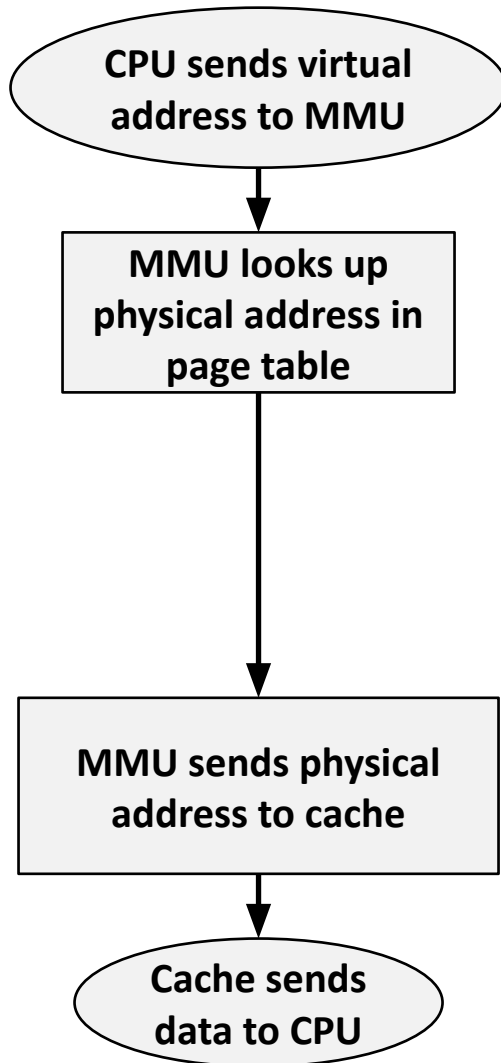 CPU sends virtual
address to MMU
MMU looks up
physical address in
page table
MMU sends physical
address to cache
Cache sends
data to CPU